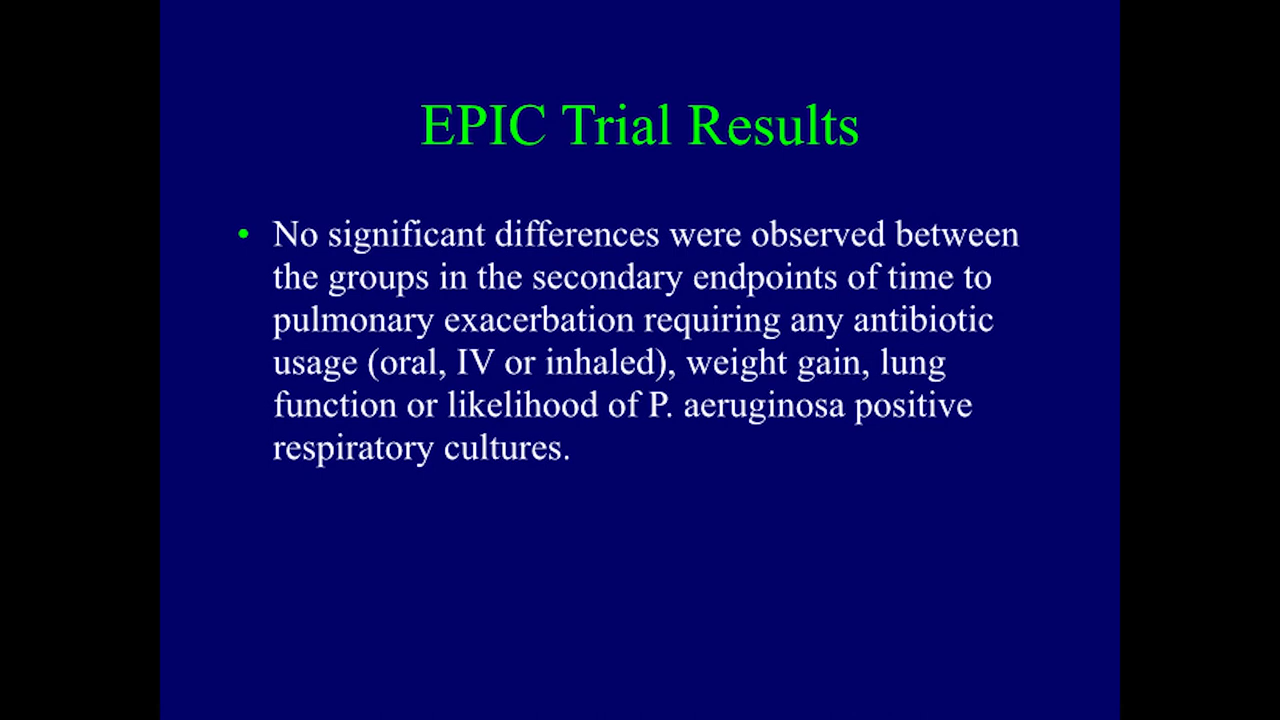 EPIC Trial Results
• No significant differences were observed between
the groups in the secondary endpoints of time to
pulmonary exacerbation requiring any antibiotic
usage (oral, IV or inhaled), weight gain, lung
function or likelihood of P. aeruginosa positive
respiratory cultures.